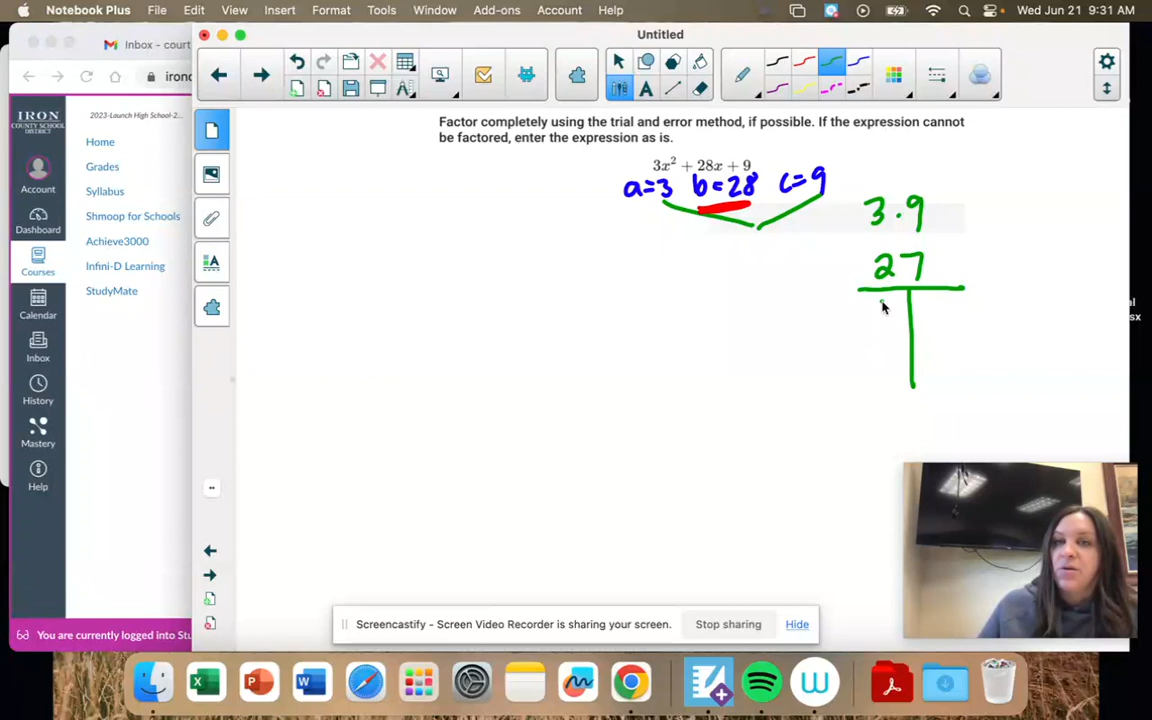 Notebook Plus File Edit View Insert Format Tools Window Add-ons Account Help Wed Jun 21 9:31 AM
Inbox - court
Untitled
irono
IRON
COUNTY SCHOOL
DISTRICT
2023-Launch High School-2...
Home
Grades
Syllabus
Shmoop for Schools
Achieve3000
Infini-D Learning
StudyMate
Account
Dashboard
Courses
Calendar
Inbox
History
Mastery
Help
You are currently logged into Stu
Factor completely using the trial and error method, if possible. If the expression cannot
be factored, enter the expression as is.
3x² + 28x + 9
a=3 b=28 c=9
3.9
27
al
sx
Screencastify - Screen Video Recorder is sharing your screen. Stop sharing Hide